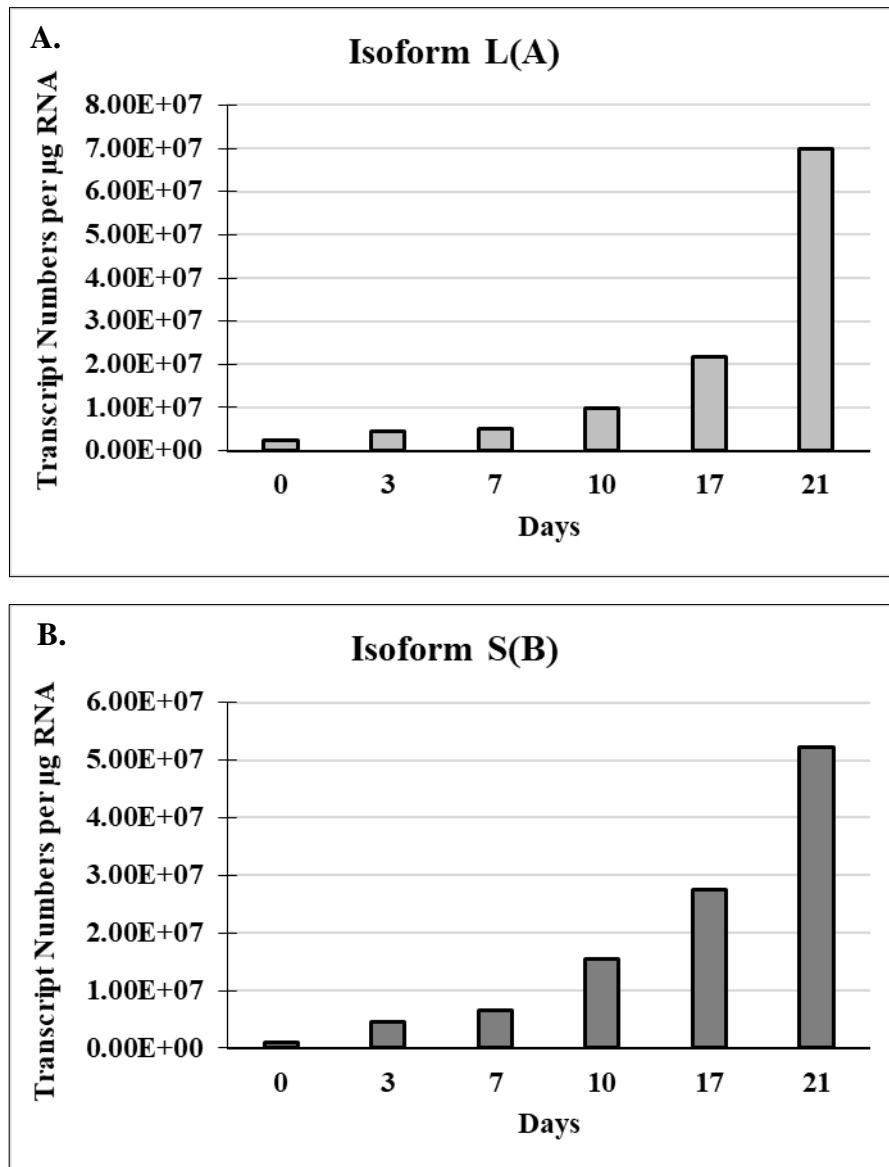 A.
Isoform L(A)
Transcript Numbers per µg RNA
8.00E+07
7.00E+07
6.00E+07
5.00E+07
4.00E+07
3.00E+07
2.00E+07
1.00E+07
0.00E+00
0 3 7 10 17 21
Days
B.
Isoform S(B)
Transcript Numbers per µg RNA
6.00E+07
5.00E+07
4.00E+07
3.00E+07
2.00E+07
1.00E+07
0.00E+00
0 3 7 10 17 21
Days